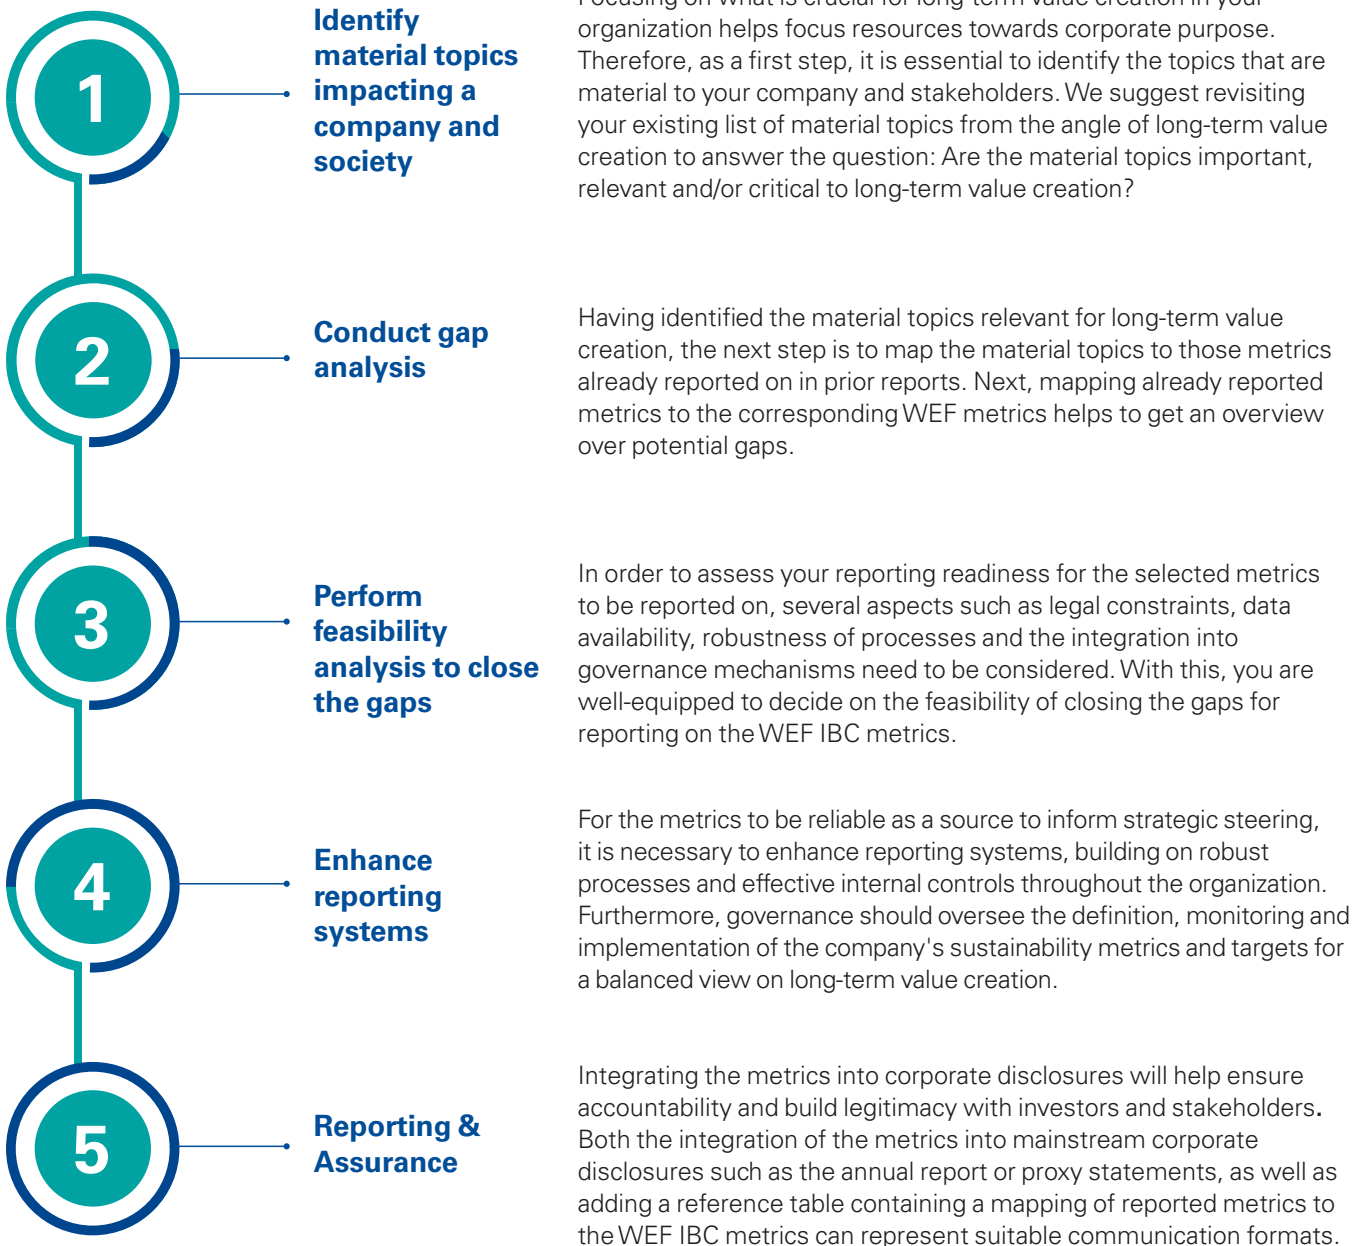 1
Identify
material topics
impacting a
company and
society
Focusing on what is crucial for long-term value creation in your
organization helps focus resources towards corporate purpose.
Therefore, as a first step, it is essential to identify the topics that are
material to your company and stakeholders. We suggest revisiting
your existing list of material topics from the angle of long-term value
creation to answer the question: Are the material topics important,
relevant and/or critical to long-term value creation?
2
Conduct gap
analysis
Having identified the material topics relevant for long-term value
creation, the next step is to map the material topics to those metrics
already reported on in prior reports. Next, mapping already reported
metrics to the corresponding WEF metrics helps to get an overview
over potential gaps.
3
Perform
feasibility
analysis to close
the gaps
In order to assess your reporting readiness for the selected metrics
to be reported on, several aspects such as legal constraints, data
availability, robustness of processes and the integration into
governance mechanisms need to be considered. With this, you are
well-equipped to decide on the feasibility of closing the gaps for
reporting on the WEF IBC metrics.
4
Enhance
reporting
systems
For the metrics to be reliable as a source to inform strategic steering,
it is necessary to enhance reporting systems, building on robust
processes and effective internal controls throughout the organization.
Furthermore, governance should oversee the definition, monitoring and
implementation of the company's sustainability metrics and targets for
a balanced view on long-term value creation.
5
Reporting &
Assurance
Integrating the metrics into corporate disclosures will help ensure
accountability and build legitimacy with investors and stakeholders.
Both the integration of the metrics into mainstream corporate
disclosures such as the annual report or proxy statements, as well as
adding a reference table containing a mapping of reported metrics to
the WEF IBC metrics can represent suitable communication formats.